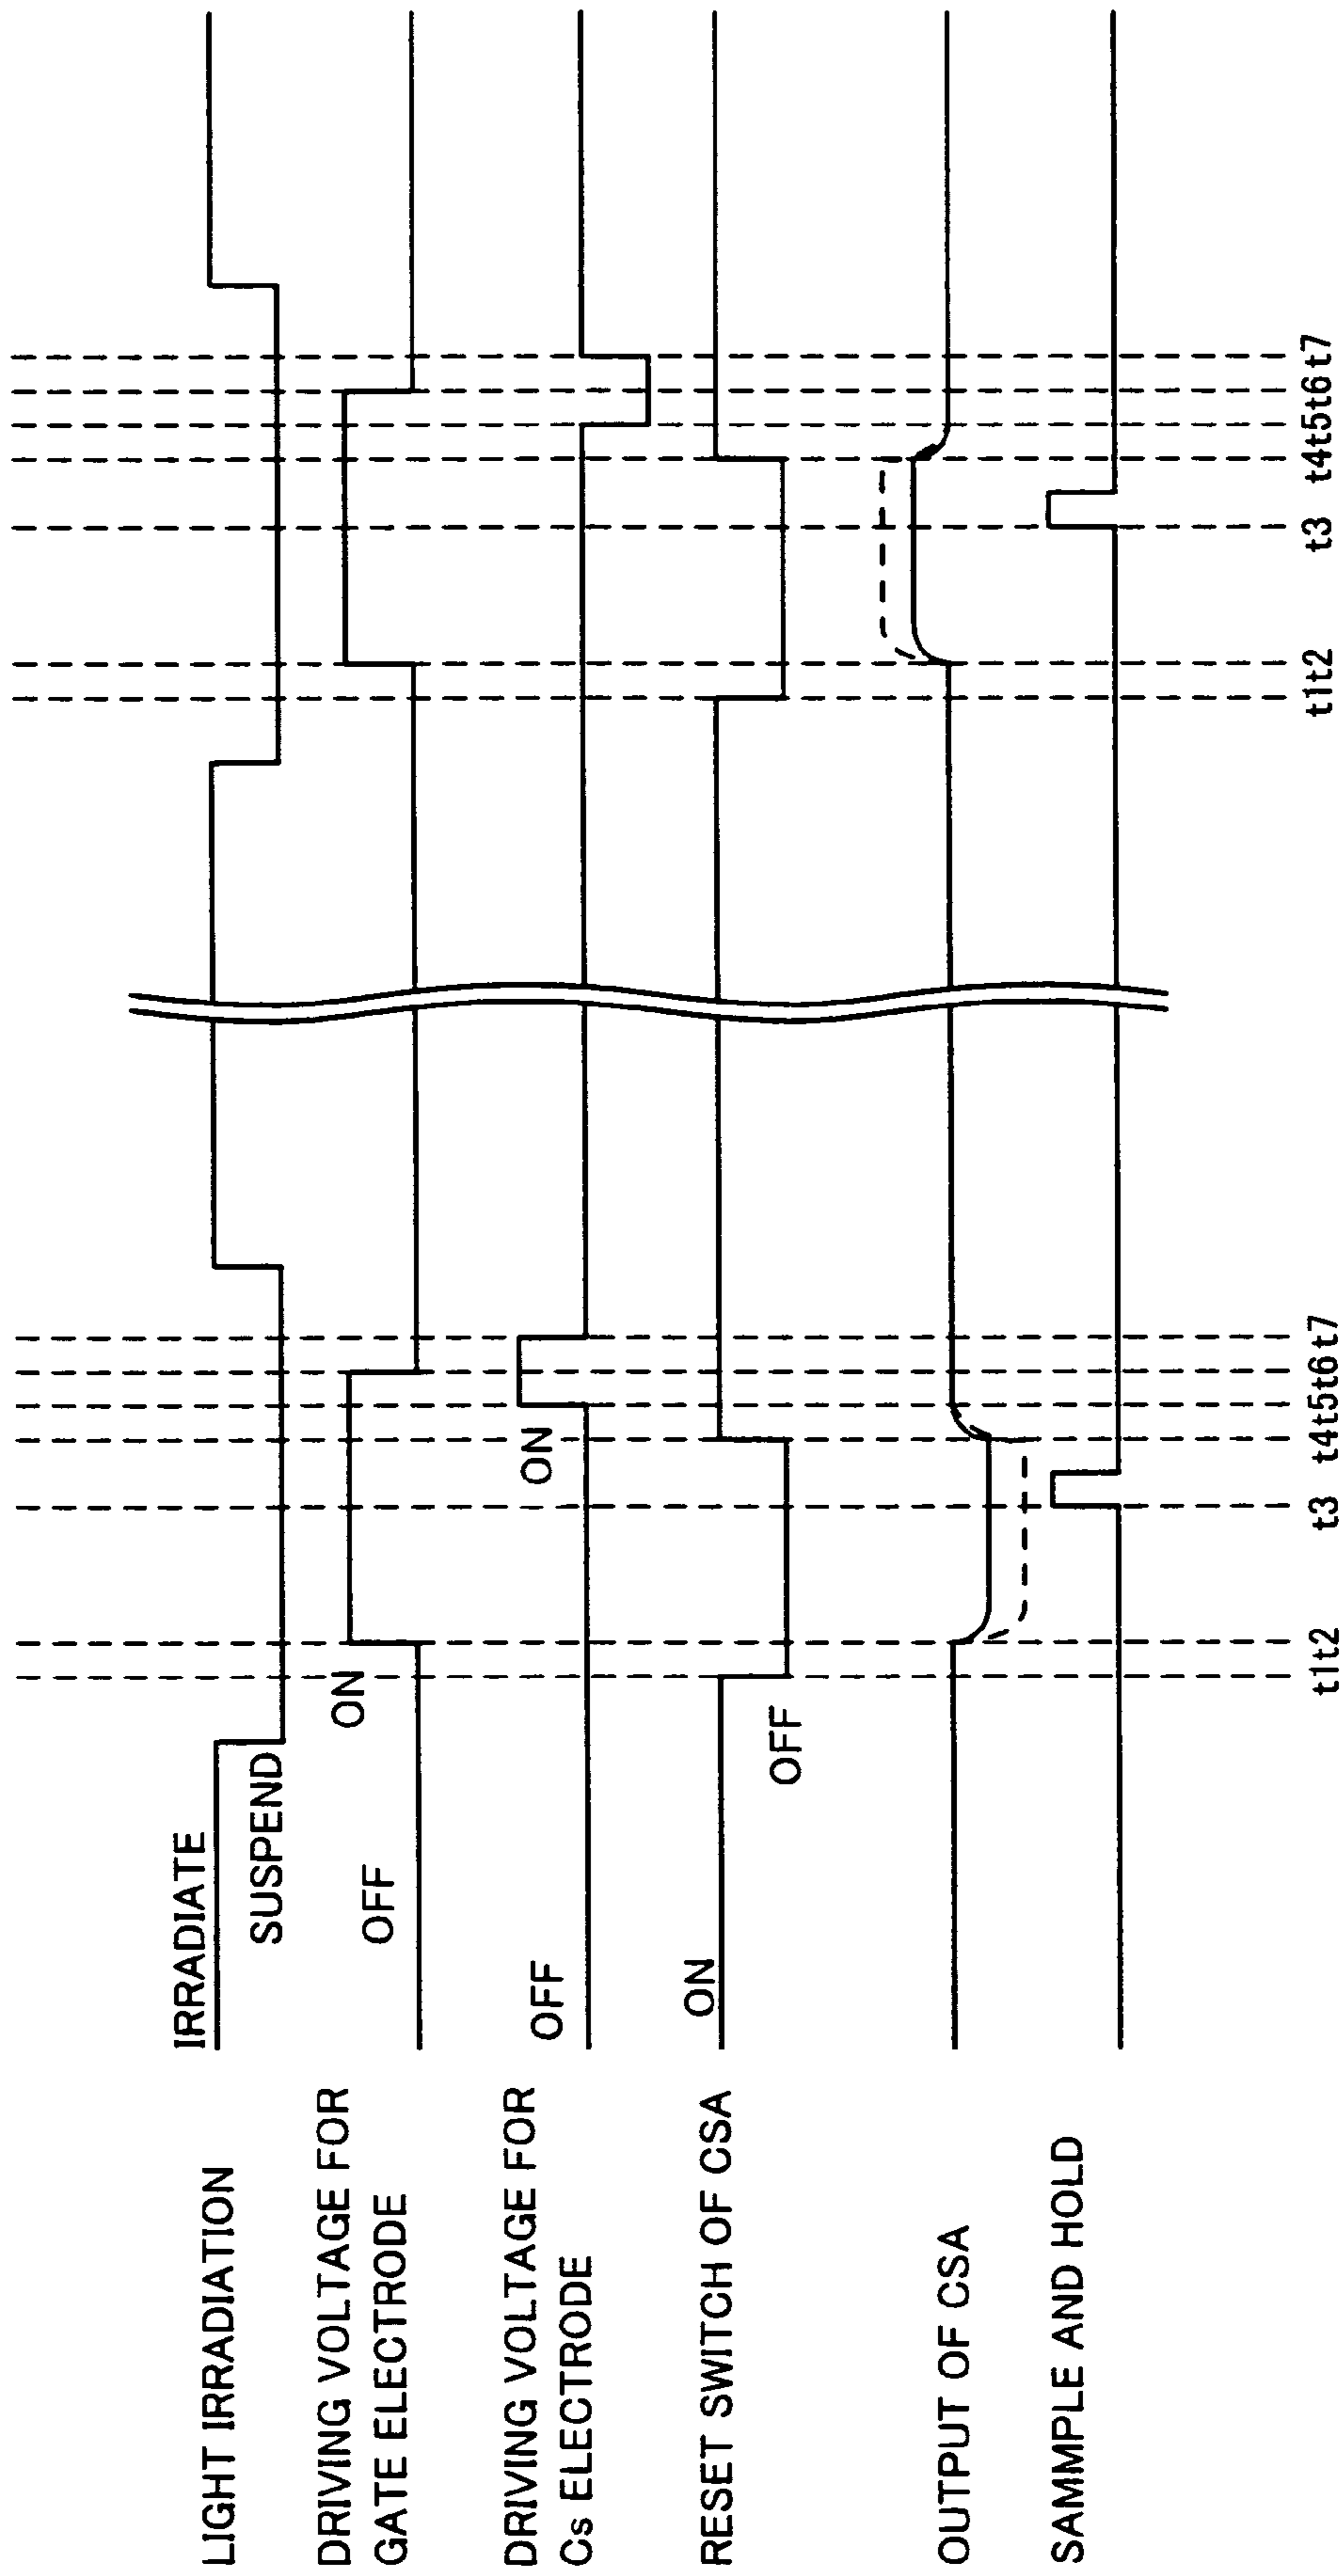 LIGHT IRRADIATION
IRRADIATE
SUSPEND
DRIVING VOLTAGE FOR
GATE ELECTRODE
OFF
ON
DRIVING VOLTAGE FOR
Cs ELECTRODE
OFF
ON
RESET SWITCH OF CSA
ON
OFF
OUTPUT OF CSA
SAMMPLE AND HOLD
t1t2 t3 t4t5t6t7 t1t2 t3 t4t5t6t7